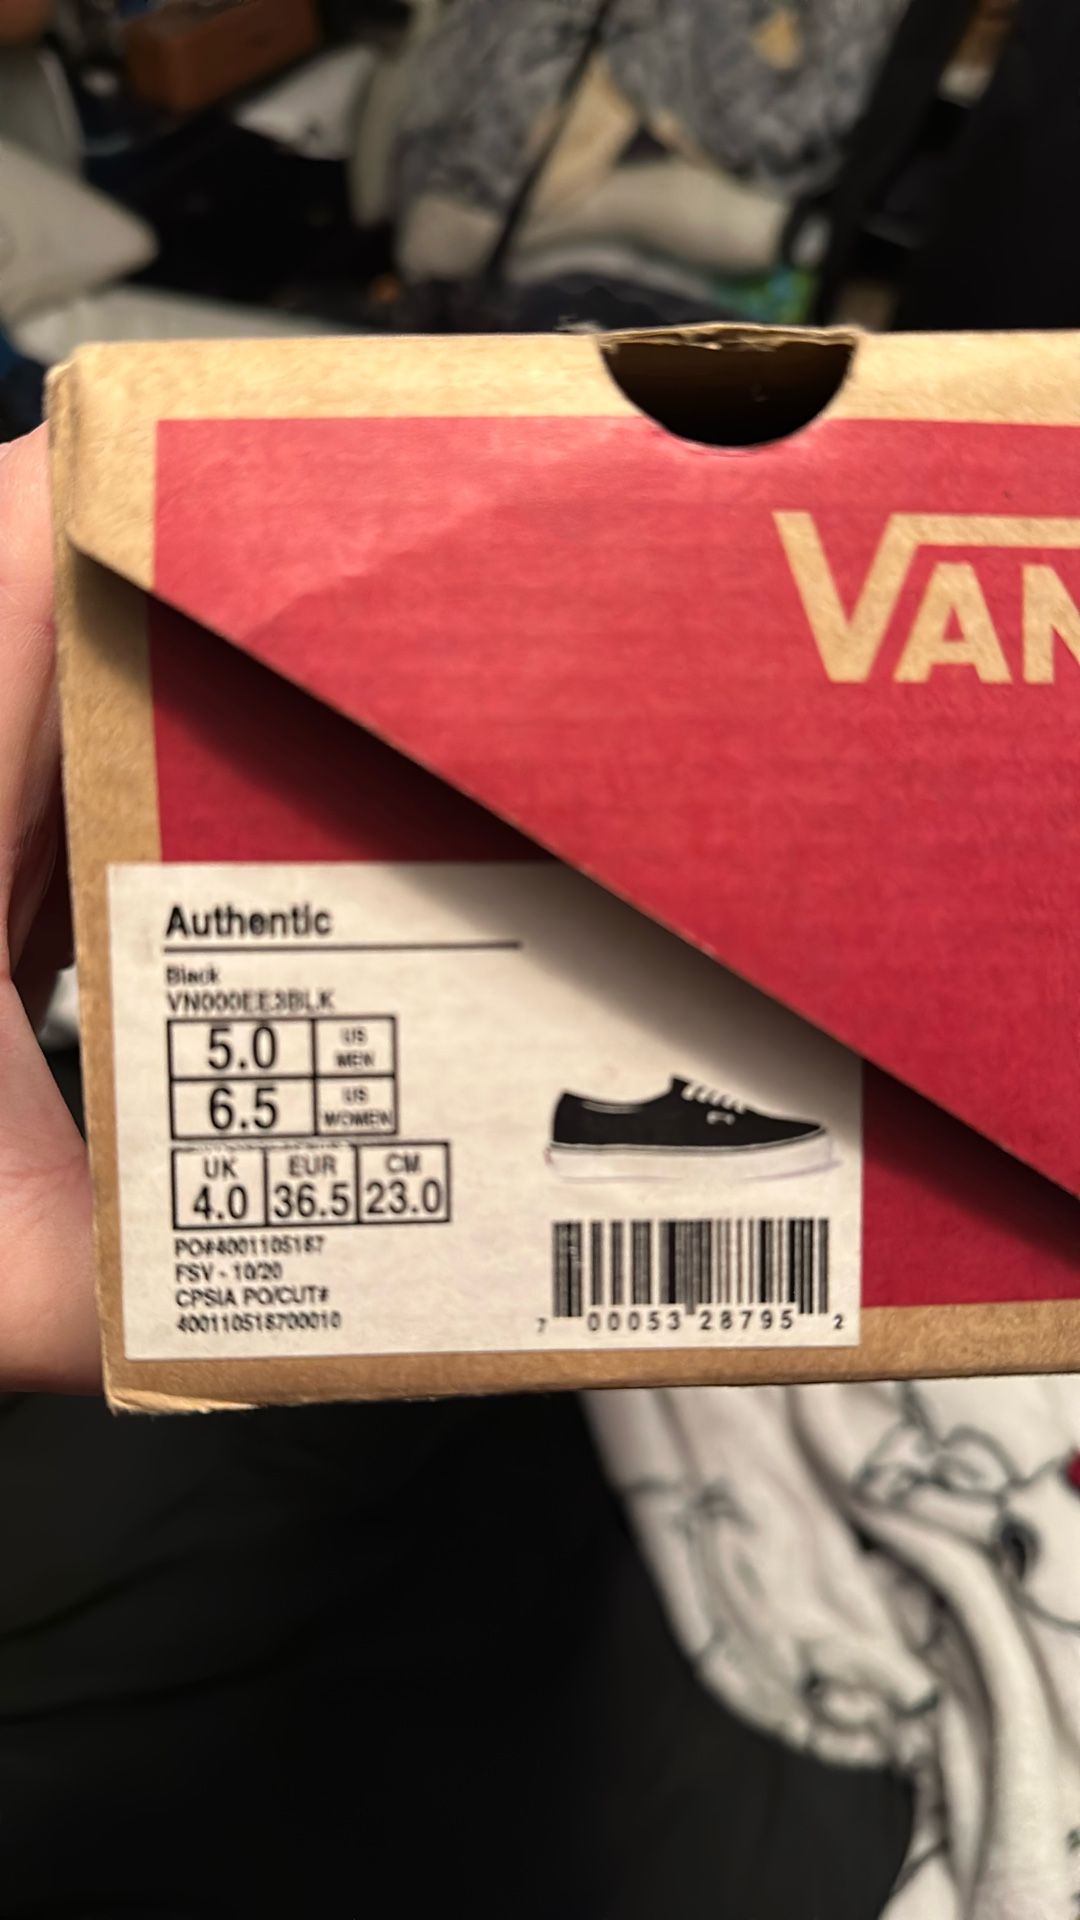 VAN
Authentic
Black
VN000EE3BLK
5.0 US MEN
6.5 US WOMEN
UK EUR CM
4.0 36.5 23.0
PO#4001105187
FSV - 10/20
CPSIA PO/CUT#
400110518700010
7 00053 28795 2